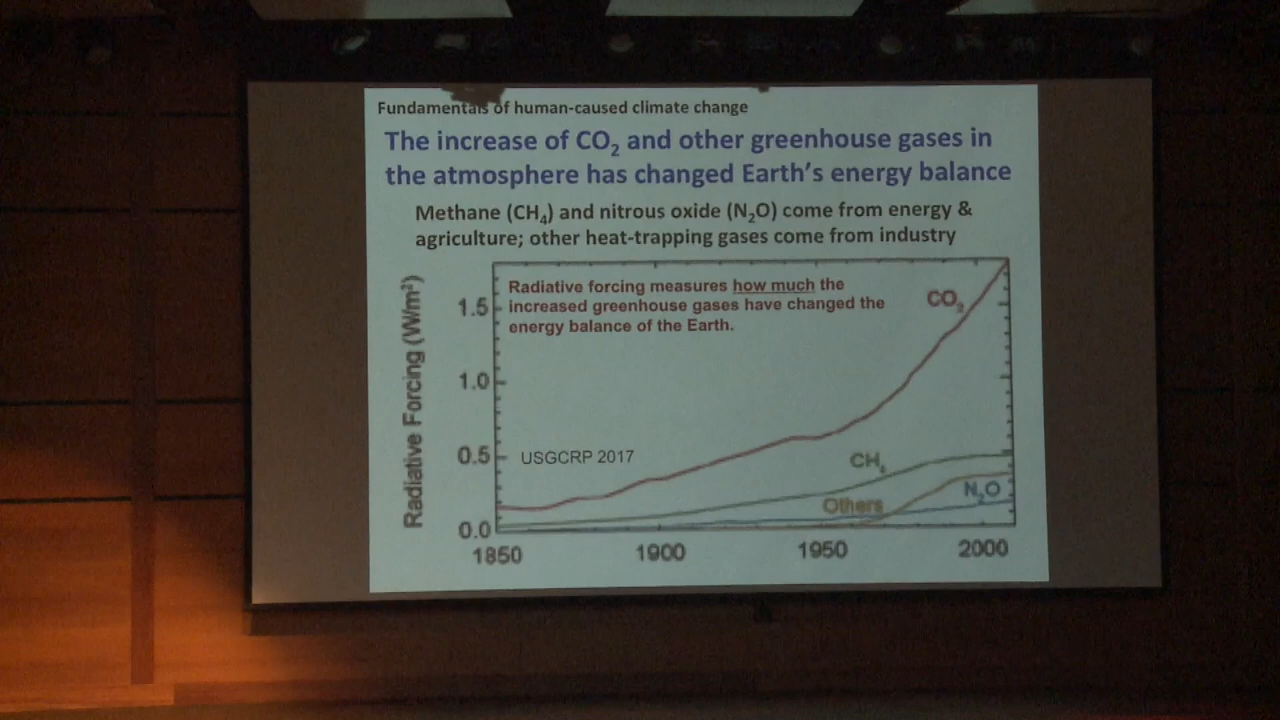 Fundamentals of human-caused climate change
The increase of CO₂ and other greenhouse gases in
the atmosphere has changed Earth's energy balance
Methane (CH₄) and nitrous oxide (N₂O) come from energy &
agriculture; other heat-trapping gases come from industry
Radiative forcing measures how much the
increased greenhouse gases have changed the
energy balance of the Earth.
Radiative Forcing (W/m²)
1.5
1.0
0.5
0.0
CO₂
USGCRP 2017
CH₄
Others
N₂O
1850
1900
1950
2000